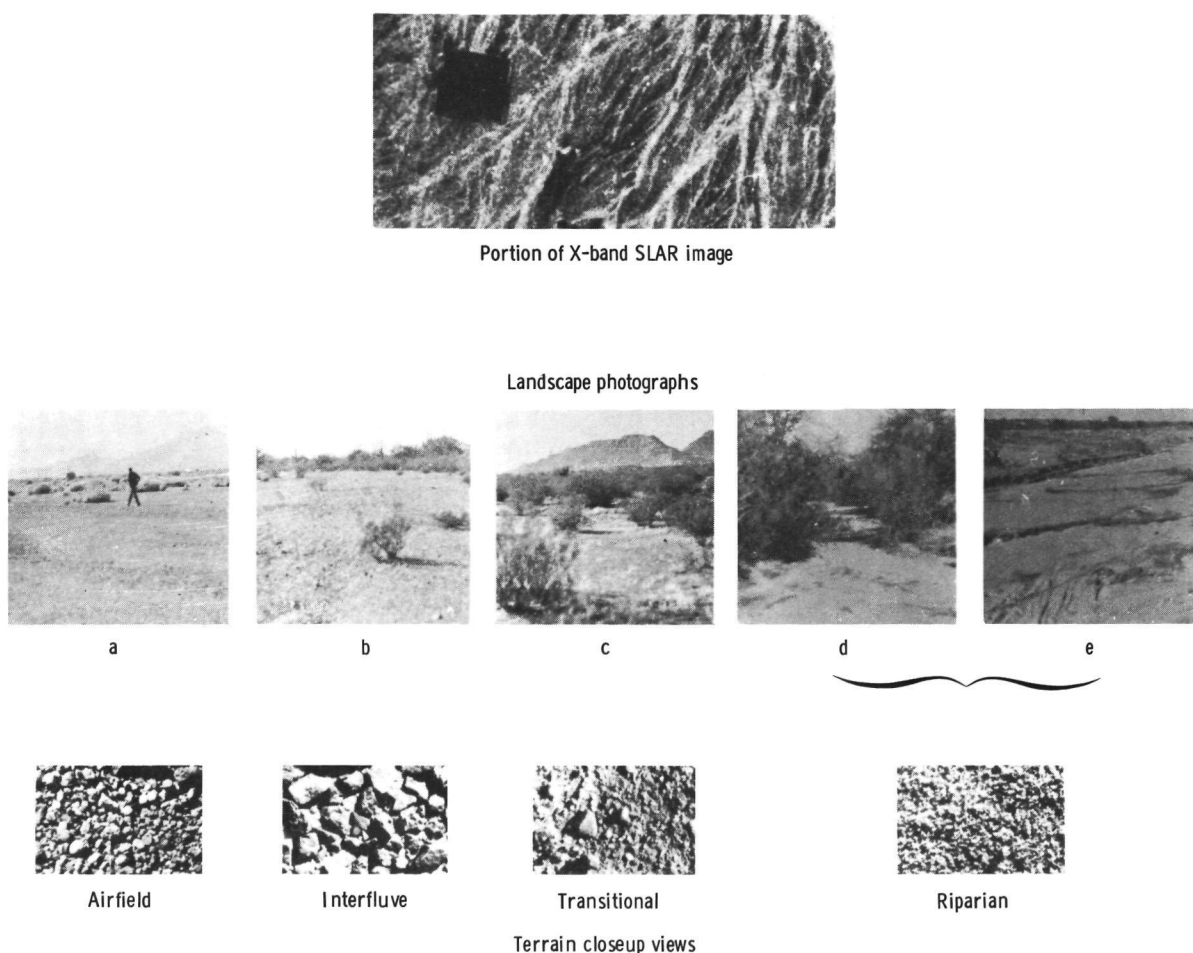 Portion of X-band SLAR image
Landscape photographs
a b c d e
Airfield Interfluve Transitional Riparian
Terrain closeup views